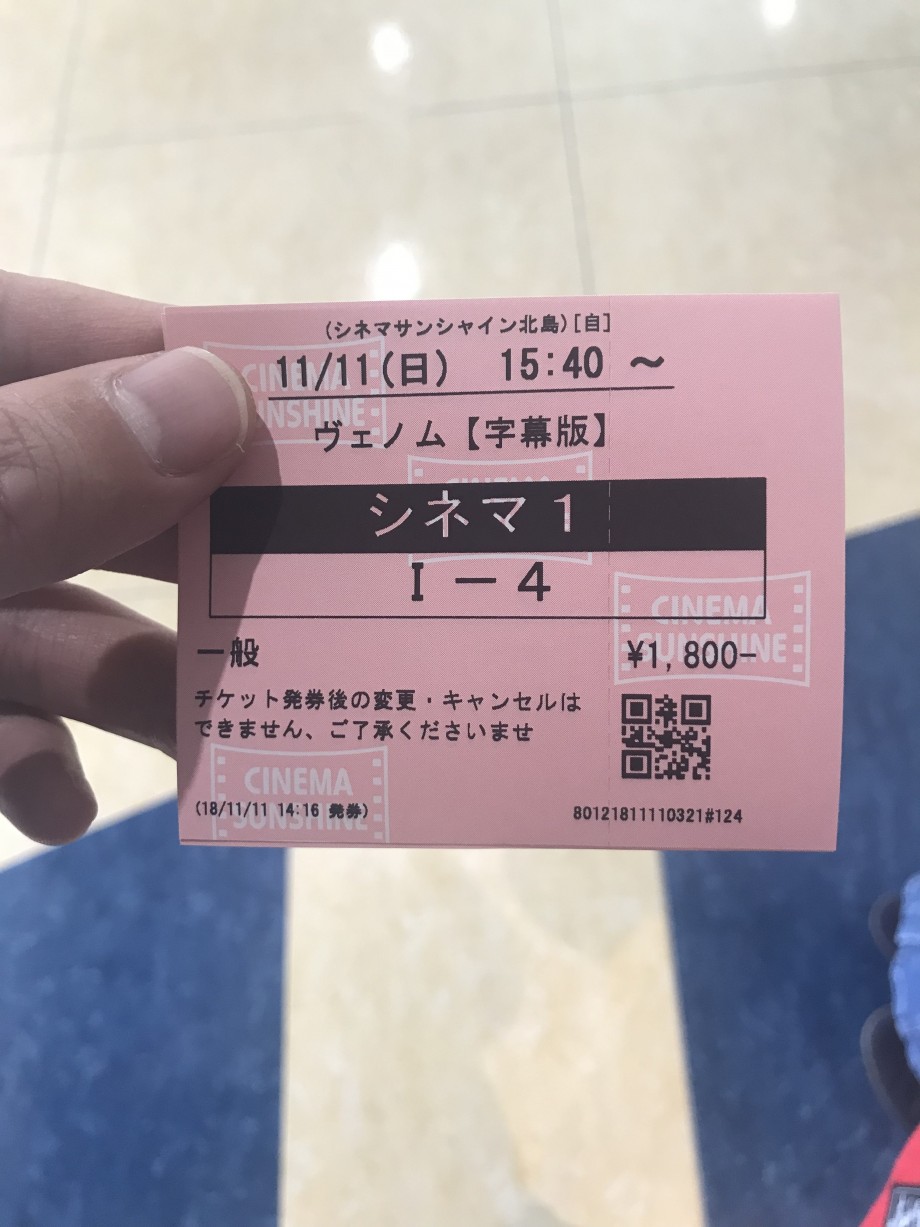 (シネマサンシャイン北島)[自]
11/11(日) 15:40 ～
ヴェノム【字幕版】
シネマ1
I－4
一般 ¥1,800-
チケット発券後の変更・キャンセルは
できません、ご了承くださいませ
(18/11/11 14:16 発券) 80121811110321#124
CINEMA
SUNSHINE
CINEMA
SUNSHINE
CINEMA
SUNSHINE